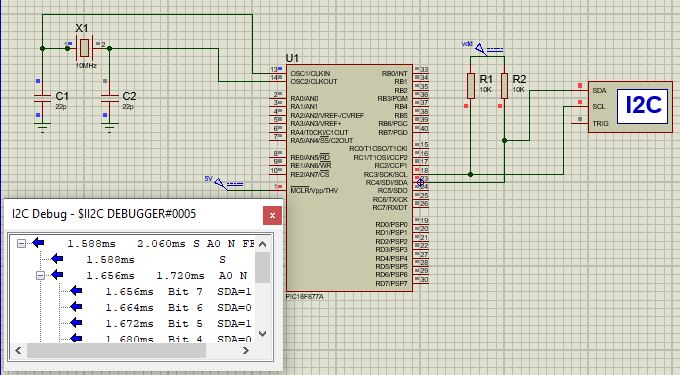 X1
1
2
10MHz
C1
22p
C2
22p
U1
13
14
OSC1/CLKIN
OSC2/CLKOUT
2
3
4
5
6
7
RA0/AN0
RA1/AN1
RA2/AN2/VREF-/CVREF
RA3/AN3/VREF+
RA4/T0CKI/C1OUT
RA5/AN4/SS/C2OUT
8
9
10
RE0/AN5/RD
RE1/AN6/WR
RE2/AN7/CS
1
MCLR/Vpp/THV
5V
RB0/INT
RB1
RB2
RB3/PGM
RB4
RB5
RB6/PGC
RB7/PGD
33
34
35
36
37
38
39
40
RC0/T1OSO/T1CKI
RC1/T1OSI/CCP2
RC2/CCP1
RC3/SCK/SCL
RC4/SDI/SDA
RC5/SDO
RC6/TX/CK
RC7/RX/DT
15
16
17
18
23
24
25
26
RD0/PSP0
RD1/PSP1
RD2/PSP2
RD3/PSP3
RD4/PSP4
RD5/PSP5
RD6/PSP6
RD7/PSP7
19
20
21
22
27
28
29
30
PIC16F877A
vdd
R1
10K
R2
10K
SDA
SCL
TRIG
I2C
I2C Debug - $II2C DEBUGGER#0005
x
1.588ms 2.060ms S A0 N
1.588ms S
1.656ms 1.720ms A0 N
1.656ms Bit 7 SDA=1
1.664ms Bit 6 SDA=0
1.672ms Bit 5 SDA=1
1.680ms Bit 4 SDA=0